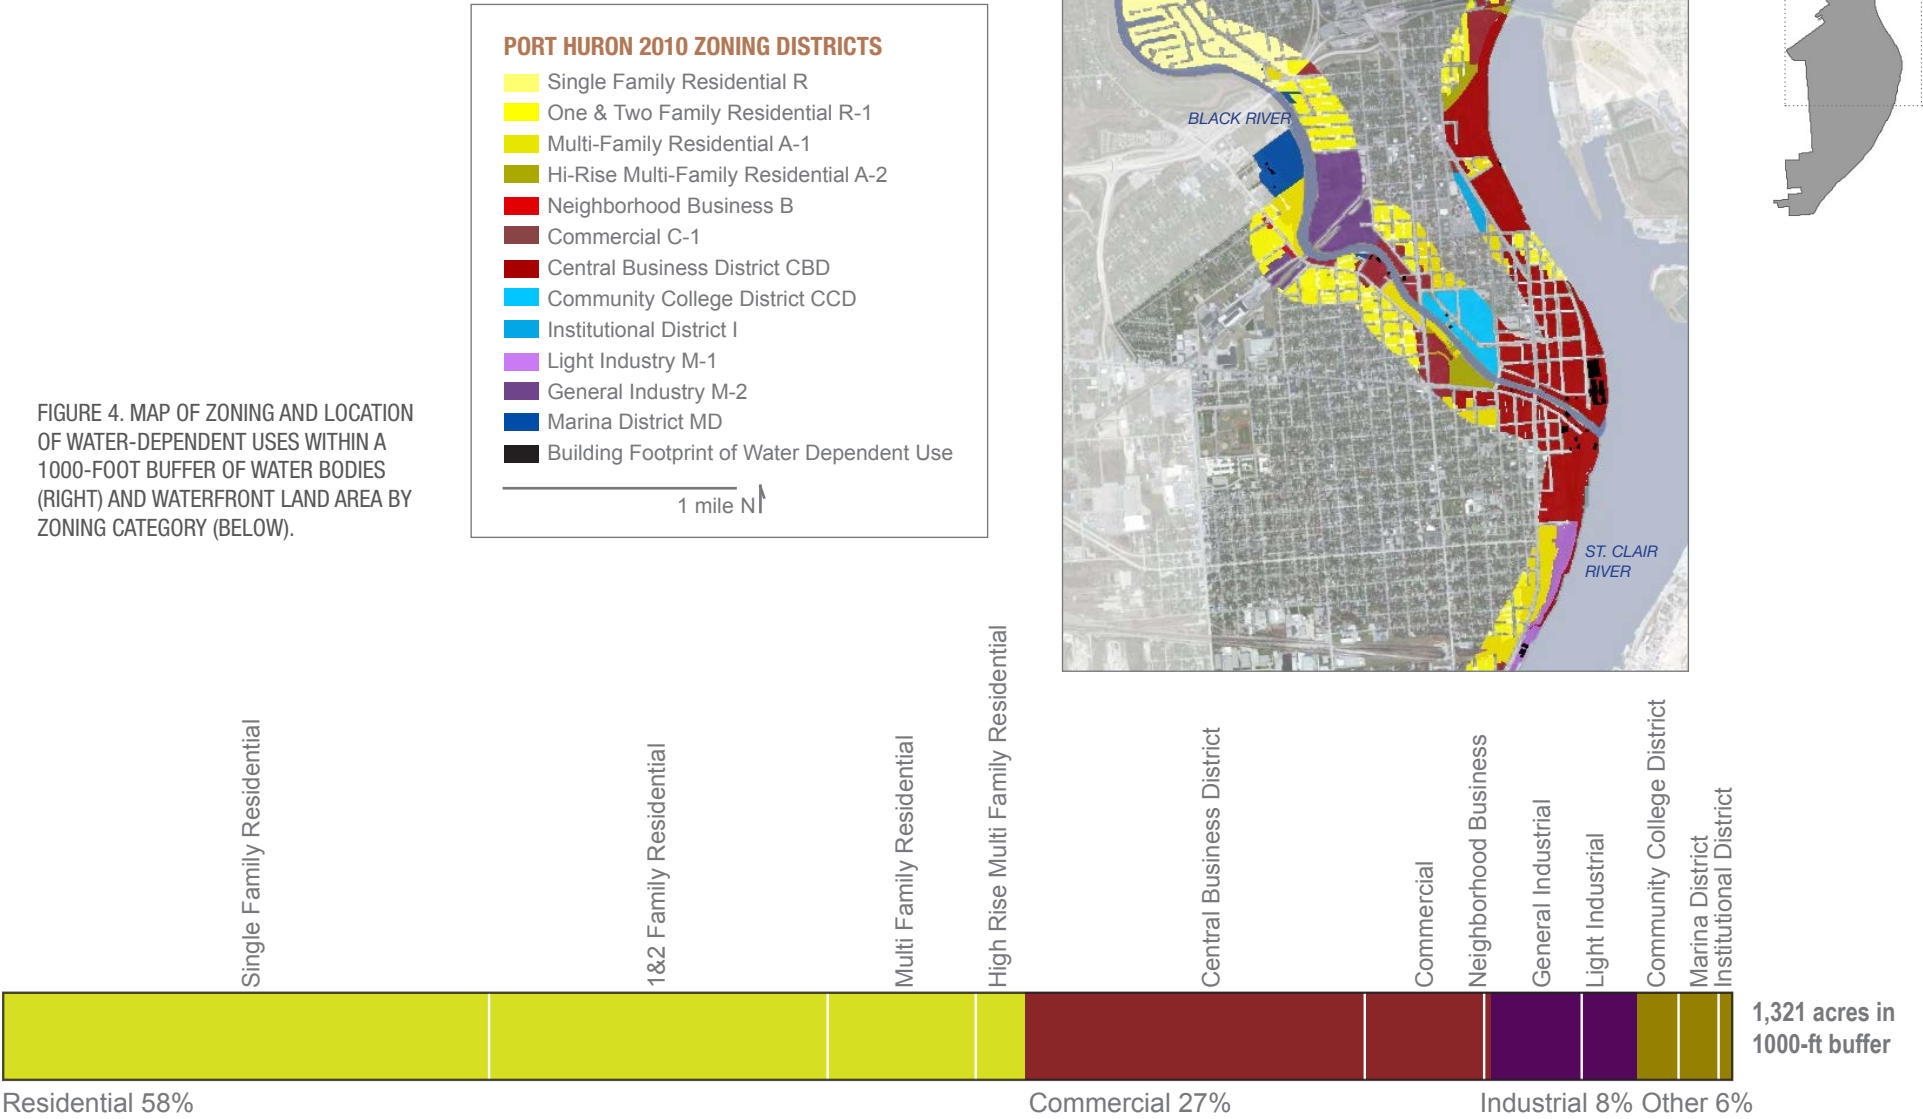 PORT HURON 2010 ZONING DISTRICTS
Single Family Residential R
One & Two Family Residential R-1
Multi-Family Residential A-1
Hi-Rise Multi-Family Residential A-2
Neighborhood Business B
Commercial C-1
Central Business District CBD
Community College District CCD
Institutional District I
Light Industry M-1
General Industry M-2
Marina District MD
Building Footprint of Water Dependent Use
1 mile N
BLACK RIVER
ST. CLAIR
RIVER
FIGURE 4. MAP OF ZONING AND LOCATION
OF WATER-DEPENDENT USES WITHIN A
1000-FOOT BUFFER OF WATER BODIES
(RIGHT) AND WATERFRONT LAND AREA BY
ZONING CATEGORY (BELOW).
Single Family Residential
1&2 Family Residential
Multi Family Residential
High Rise Multi Family Residential
Central Business District
Commercial
Neighborhood Business
General Industrial
Light Industrial
Community College District
Marina District
Institutional District
1,321 acres in
1000-ft buffer
Residential 58%
Commercial 27%
Industrial 8%
Other 6%